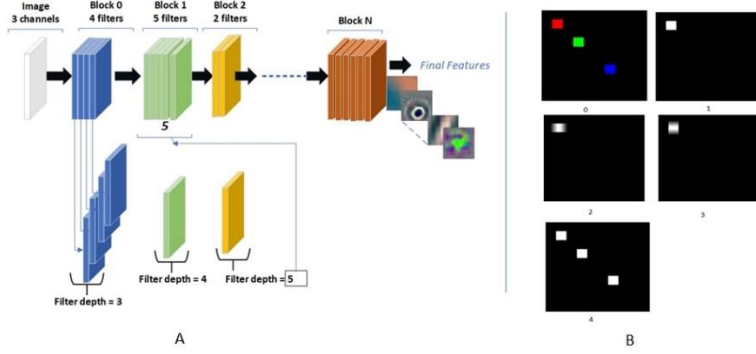 Image
3 channels
Block 0
4 filters
Block 1
5 filters
Block 2
2 filters
Block N
Final Features
5
Filter depth = 3
Filter depth = 4
Filter depth = 5
A
0
1
2
3
4
B